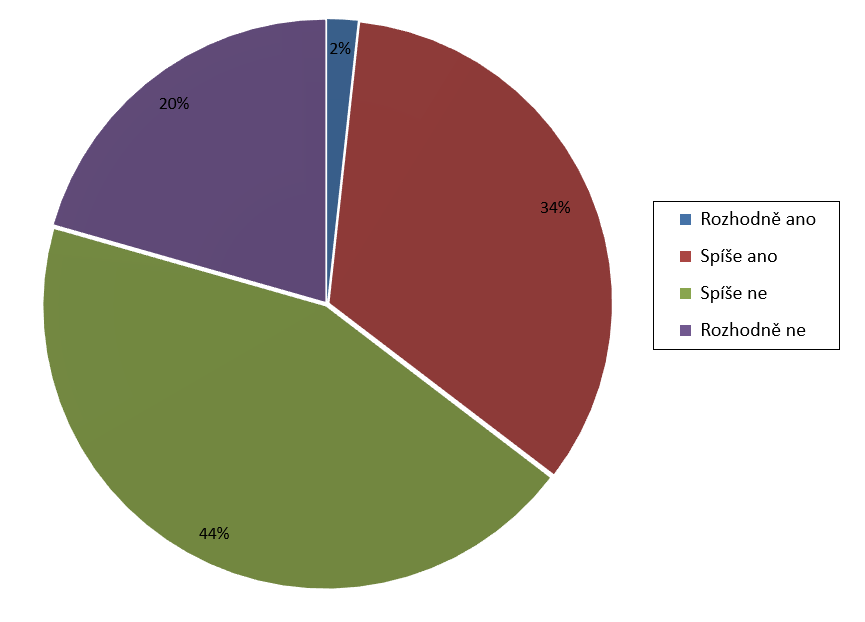 2%
20%
34%
44%
Rozhodně ano
Spíše ano
Spíše ne
Rozhodně ne